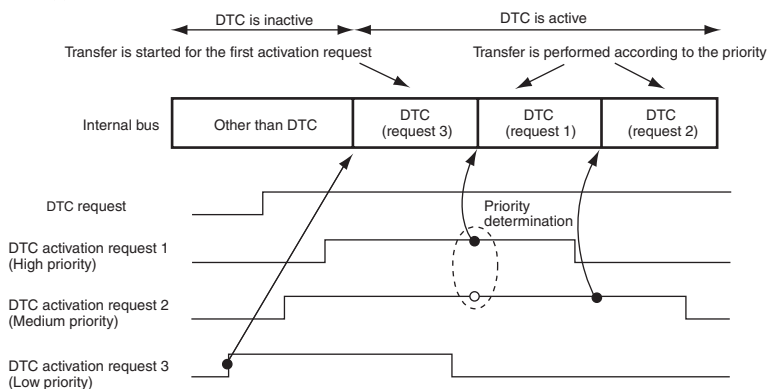 DTC is inactive
DTC is active
Transfer is started for the first activation request
Transfer is performed according to the priority
Internal bus
Other than DTC
DTC
(request 3)
DTC
(request 1)
DTC
(request 2)
DTC request
Priority
determination
DTC activation request 1
(High priority)
DTC activation request 2
(Medium priority)
DTC activation request 3
(Low priority)